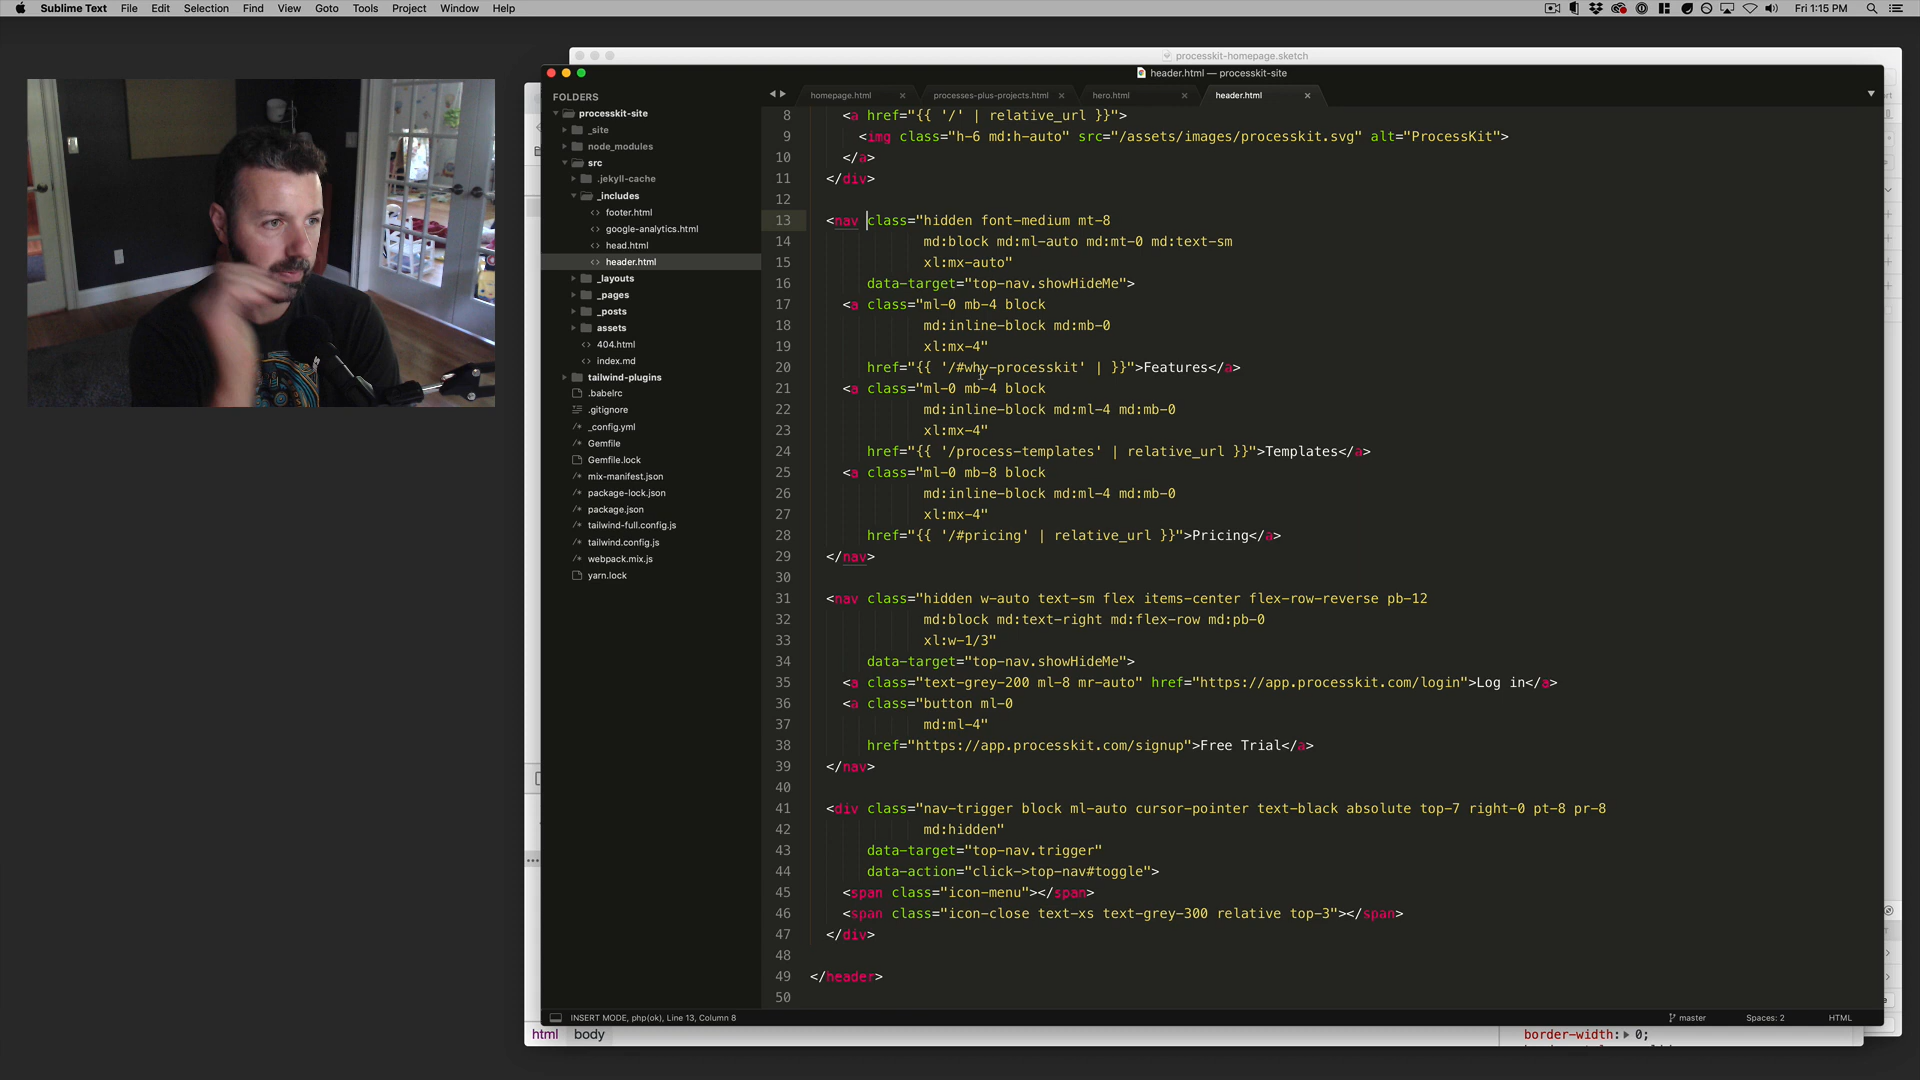 Sublime Text File Edit Selection Find View Goto Tools Project Window Help
Fri 1:15 PM
processkit-homepage.sketch
header.html — processkit-site
FOLDERS
processkit-site
_site
node_modules
src
.jekyll-cache
_includes
footer.html
google-analytics.html
head.html
header.html
_layouts
_pages
_posts
assets
404.html
index.md
tailwind-plugins
.babelrc
.gitignore
_config.yml
Gemfile
Gemfile.lock
mix-manifest.json
package-lock.json
package.json
tailwind-full.config.js
tailwind.config.js
webpack.mix.js
yarn.lock
homepage.html processes-plus-projects.html hero.html header.html
8 <a href="{{ '/' | relative_url }}">
9 <img class="h-6 md:h-auto" src="/assets/images/processkit.svg" alt="ProcessKit">
10 </a>
11 </div>
12
13 <nav class="hidden font-medium mt-8
14 md:block md:ml-auto md:mt-0 md:text-sm
15 xl:mx-auto"
16 data-target="top-nav.showHideMe">
17 <a class="ml-0 mb-4 block
18 md:inline-block md:mb-0
19 xl:mx-4"
20 href="{{ '/#why-processkit' | }}">Features</a>
21 <a class="ml-0 mb-4 block
22 md:inline-block md:ml-4 md:mb-0
23 xl:mx-4"
24 href="{{ '/process-templates' | relative_url }}">Templates</a>
25 <a class="ml-0 mb-8 block
26 md:inline-block md:ml-4 md:mb-0
27 xl:mx-4"
28 href="{{ '/#pricing' | relative_url }}">Pricing</a>
29 </nav>
30
31 <nav class="hidden w-auto text-sm flex items-center flex-row-reverse pb-12
32 md:block md:text-right md:flex-row md:pb-0
33 xl:w-1/3"
34 data-target="top-nav.showHideMe">
35 <a class="text-grey-200 ml-8 mr-auto" href="https://app.processkit.com/login">Log in</a>
36 <a class="button ml-0
37 md:ml-4"
38 href="https://app.processkit.com/signup">Free Trial</a>
39 </nav>
40
41 <div class="nav-trigger block ml-auto cursor-pointer text-black absolute top-7 right-0 pt-8 pr-8
42 md:hidden"
43 data-target="top-nav.trigger"
44 data-action="click->top-nav#toggle">
45 <span class="icon-menu"></span>
46 <span class="icon-close text-xs text-grey-300 relative top-3"></span>
47 </div>
48
49 </header>
50
INSERT MODE, php(ok), Line 13, Column 8 master Spaces: 2 HTML
html body
border-width: 0;